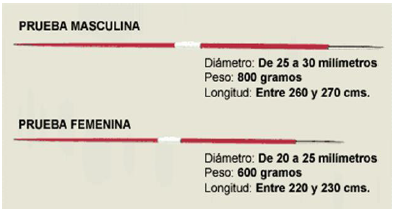 PRUEBA MASCULINA
Diámetro: De 25 a 30 milímetros
Peso: 800 gramos
Longitud: Entre 260 y 270 cms.
PRUEBA FEMENINA
Diámetro: De 20 a 25 milímetros
Peso: 600 gramos
Longitud: Entre 220 y 230 cms.